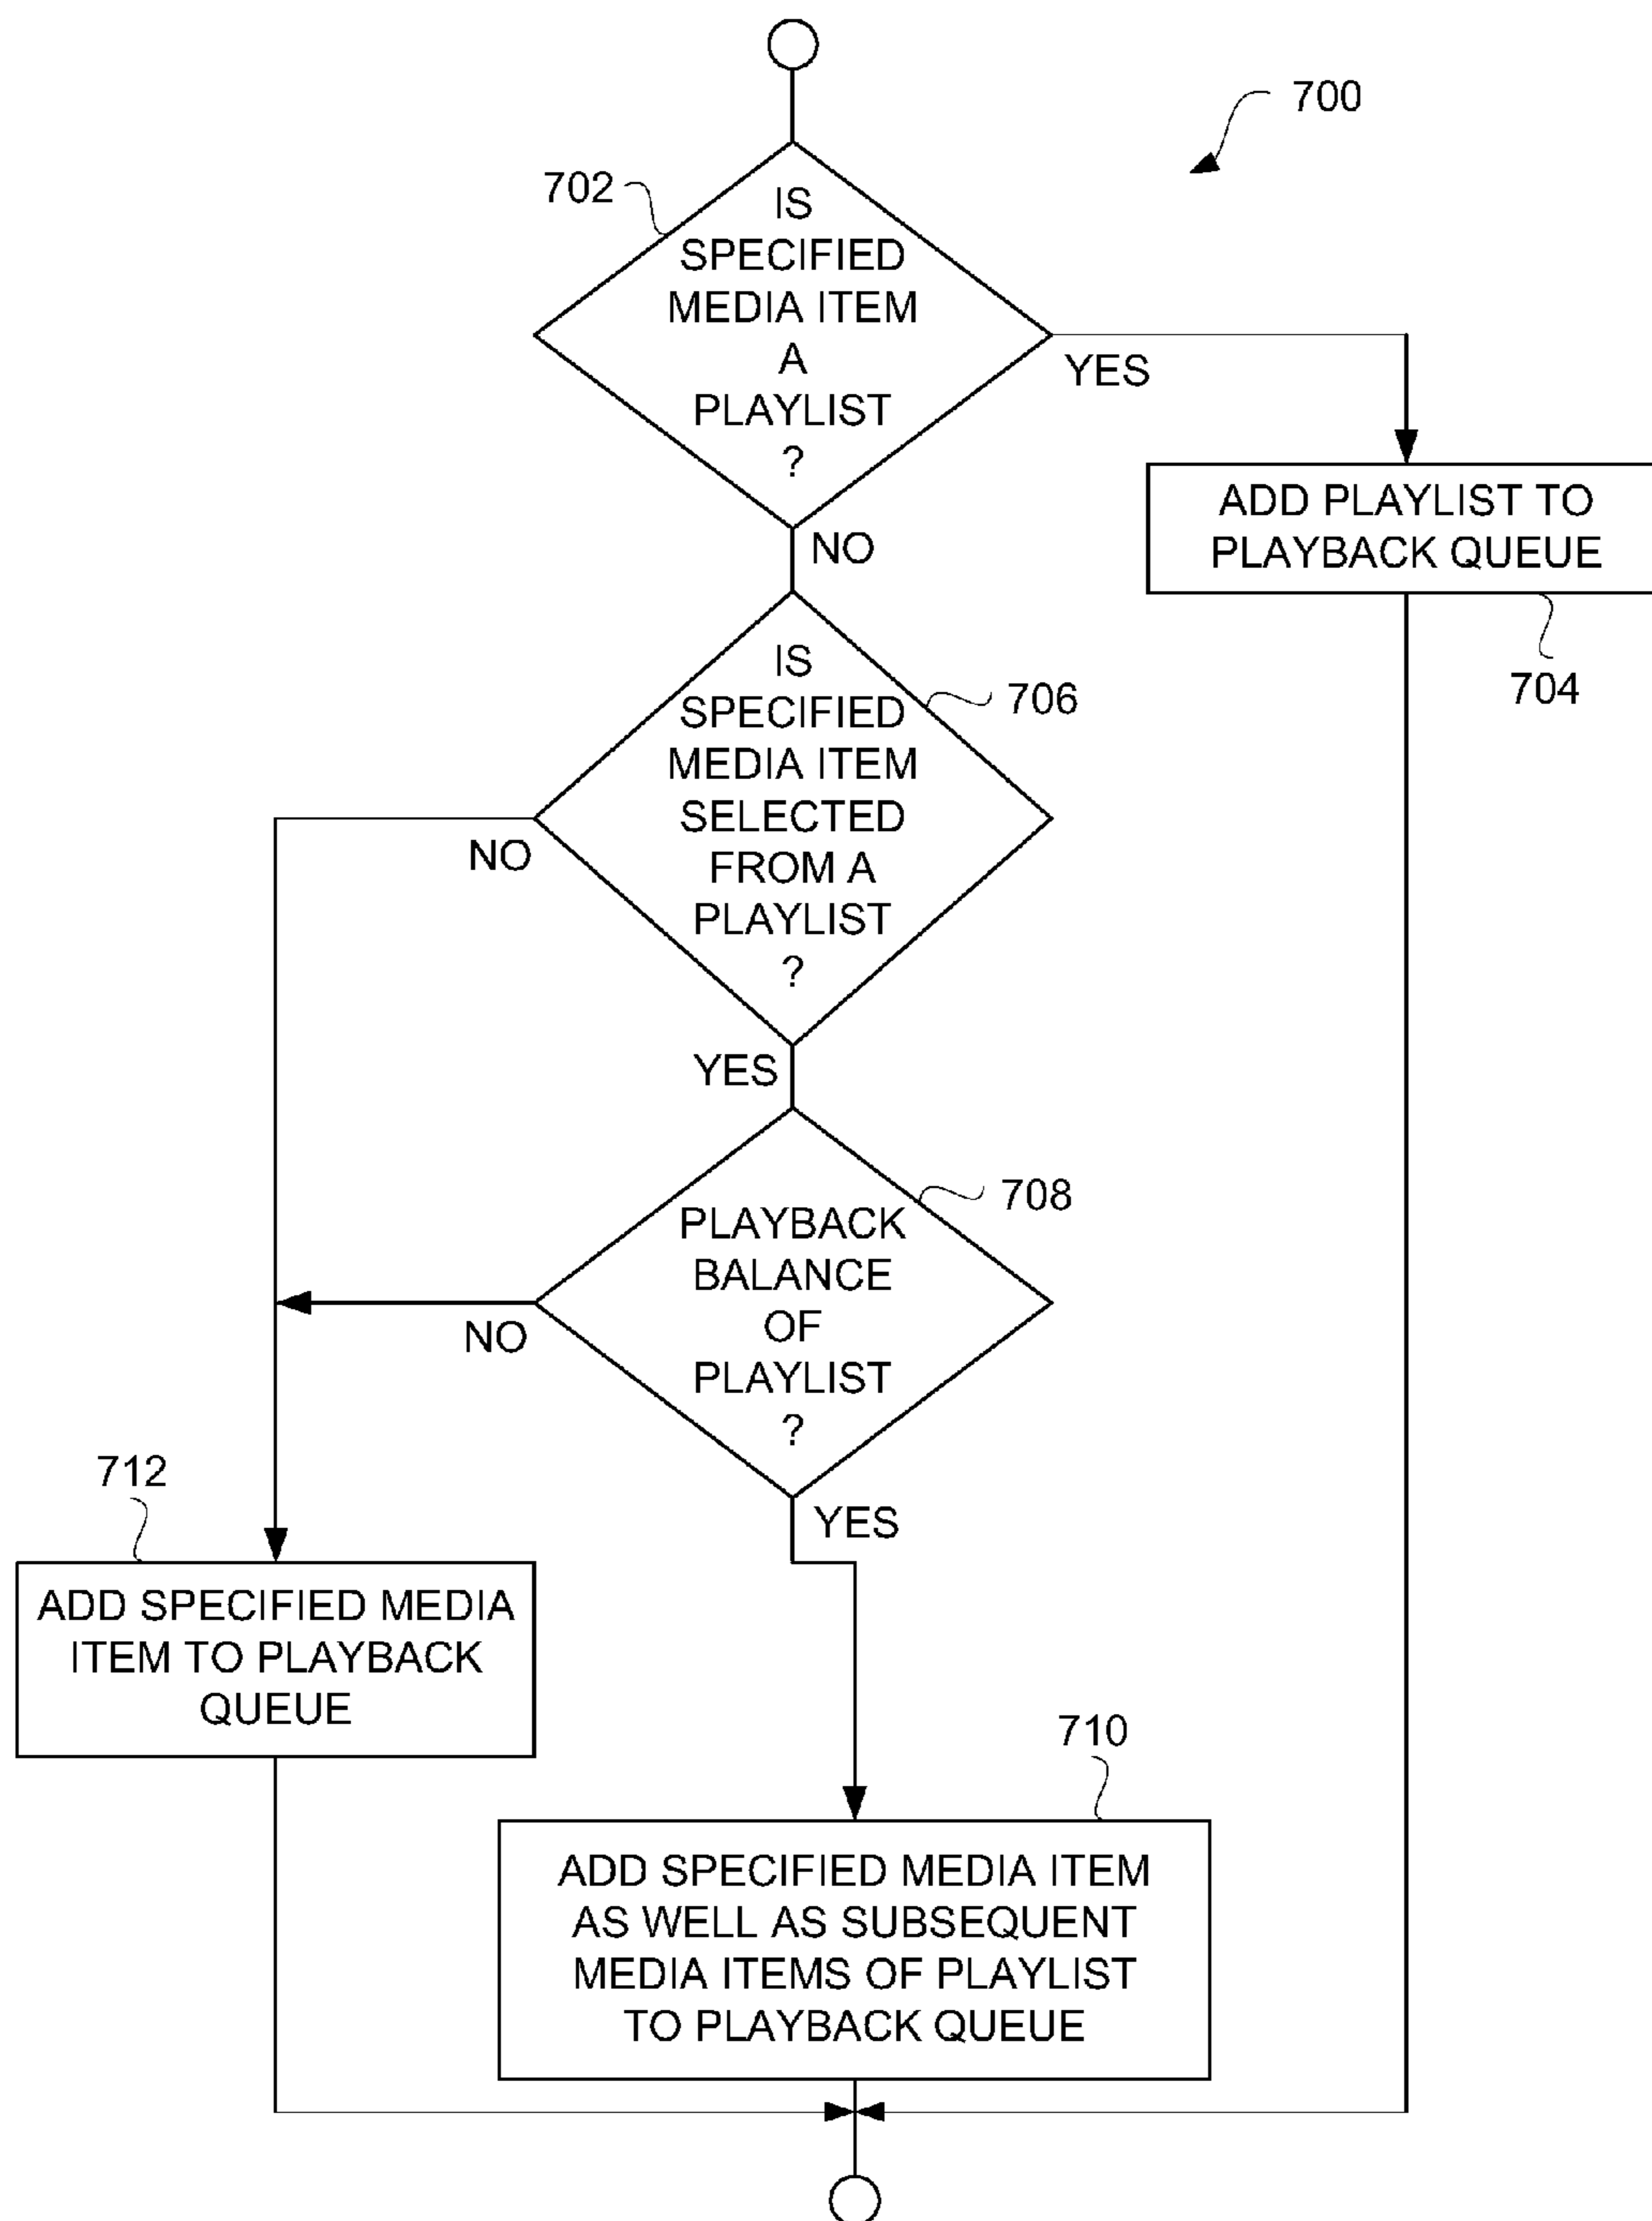 700
702
IS
SPECIFIED
MEDIA ITEM
A
PLAYLIST
?
YES
NO
ADD PLAYLIST TO
PLAYBACK QUEUE
704
IS
SPECIFIED
MEDIA ITEM
SELECTED
FROM A
PLAYLIST
?
706
NO
YES
PLAYBACK
BALANCE
OF
PLAYLIST
?
708
NO
YES
712
ADD SPECIFIED MEDIA
ITEM TO PLAYBACK
QUEUE
710
ADD SPECIFIED MEDIA ITEM
AS WELL AS SUBSEQUENT
MEDIA ITEMS OF PLAYLIST
TO PLAYBACK QUEUE